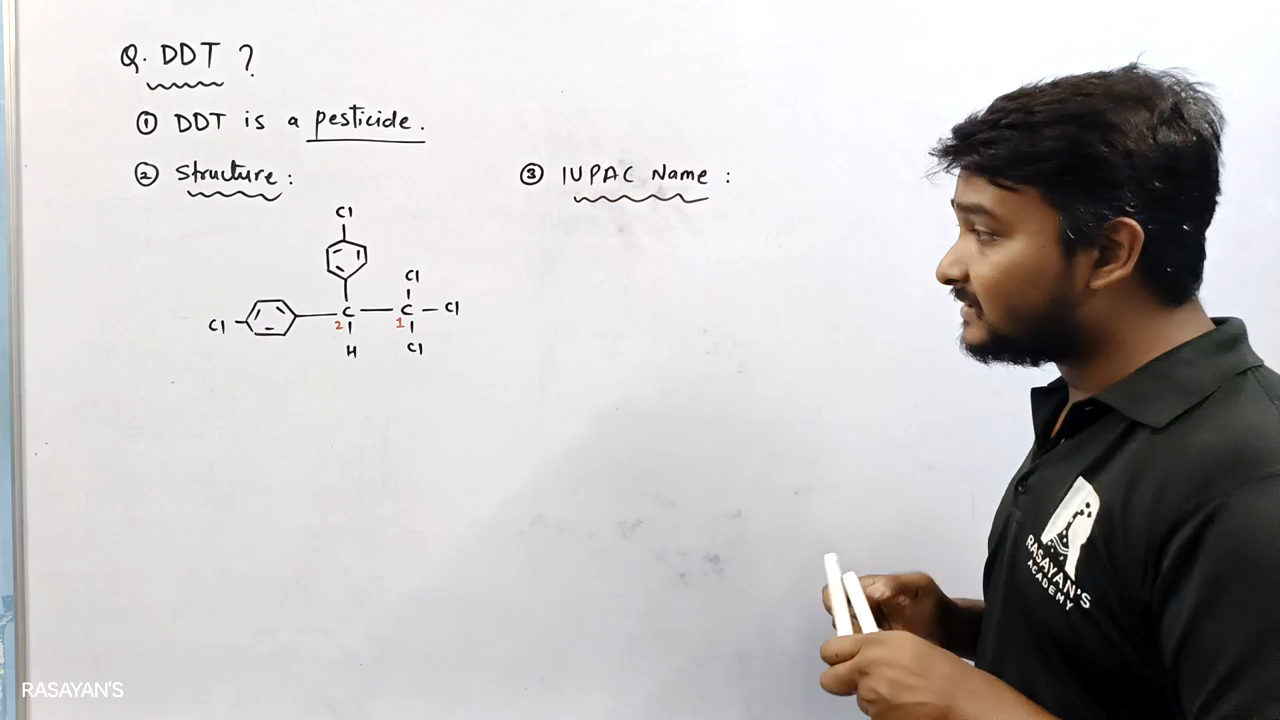 Q. DDT ?
① DDT is a pesticide.
② Structure :
③ IUPAC Name :
Cl
Cl
Cl C C Cl
2 1
H Cl
RASAYAN'S
ACADEMY
RASAYAN'S